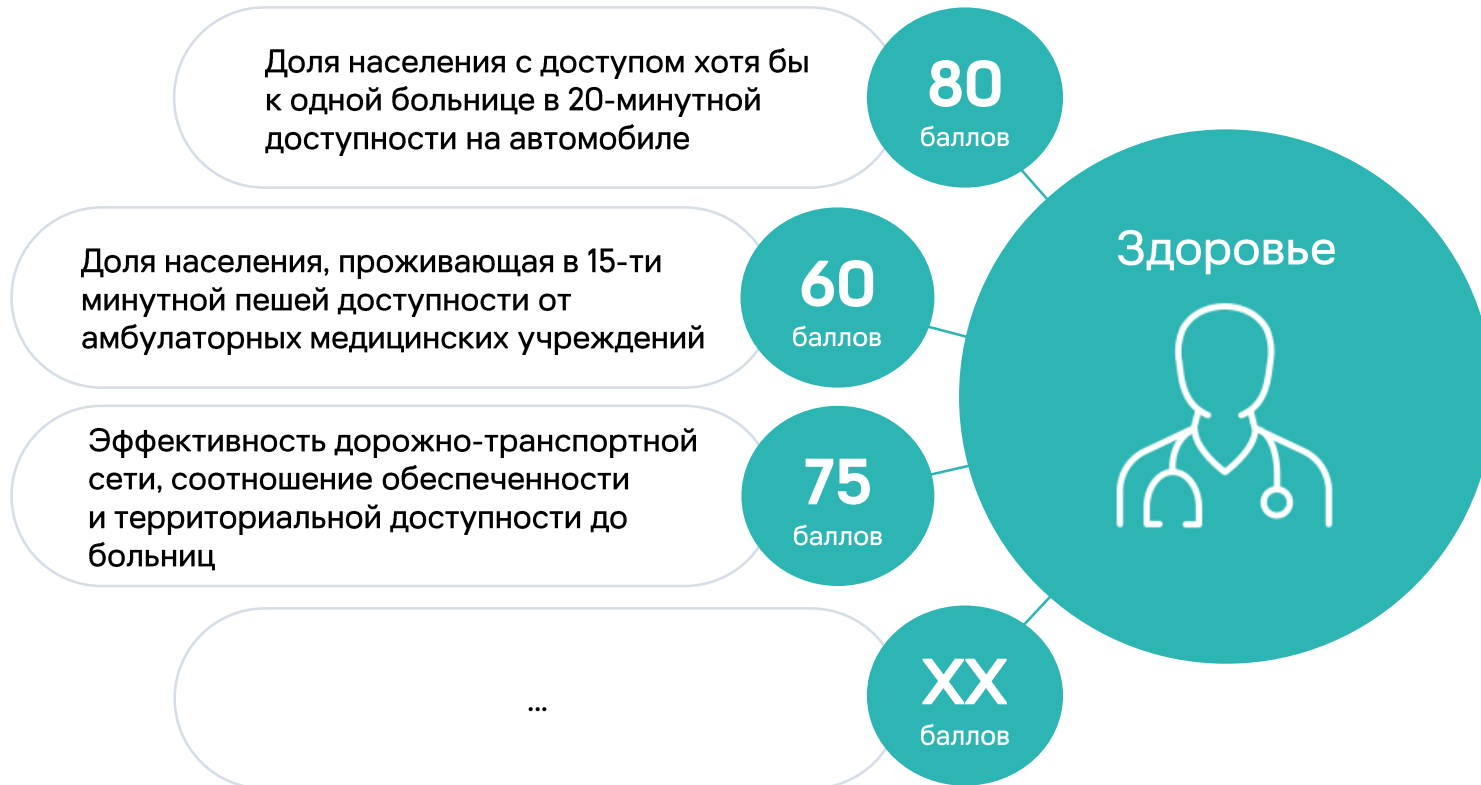 Доля населения с доступом хотя бы
к одной больнице в 20-минутной
доступности на автомобиле
80
баллов
Доля населения, проживающая в 15-ти
минутной пешей доступности от
амбулаторных медицинских учреждений
60
баллов
Эффективность дорожно-транспортной
сети, соотношение обеспеченности
и территориальной доступности до
больниц
75
баллов
...
XX
баллов
Здоровье